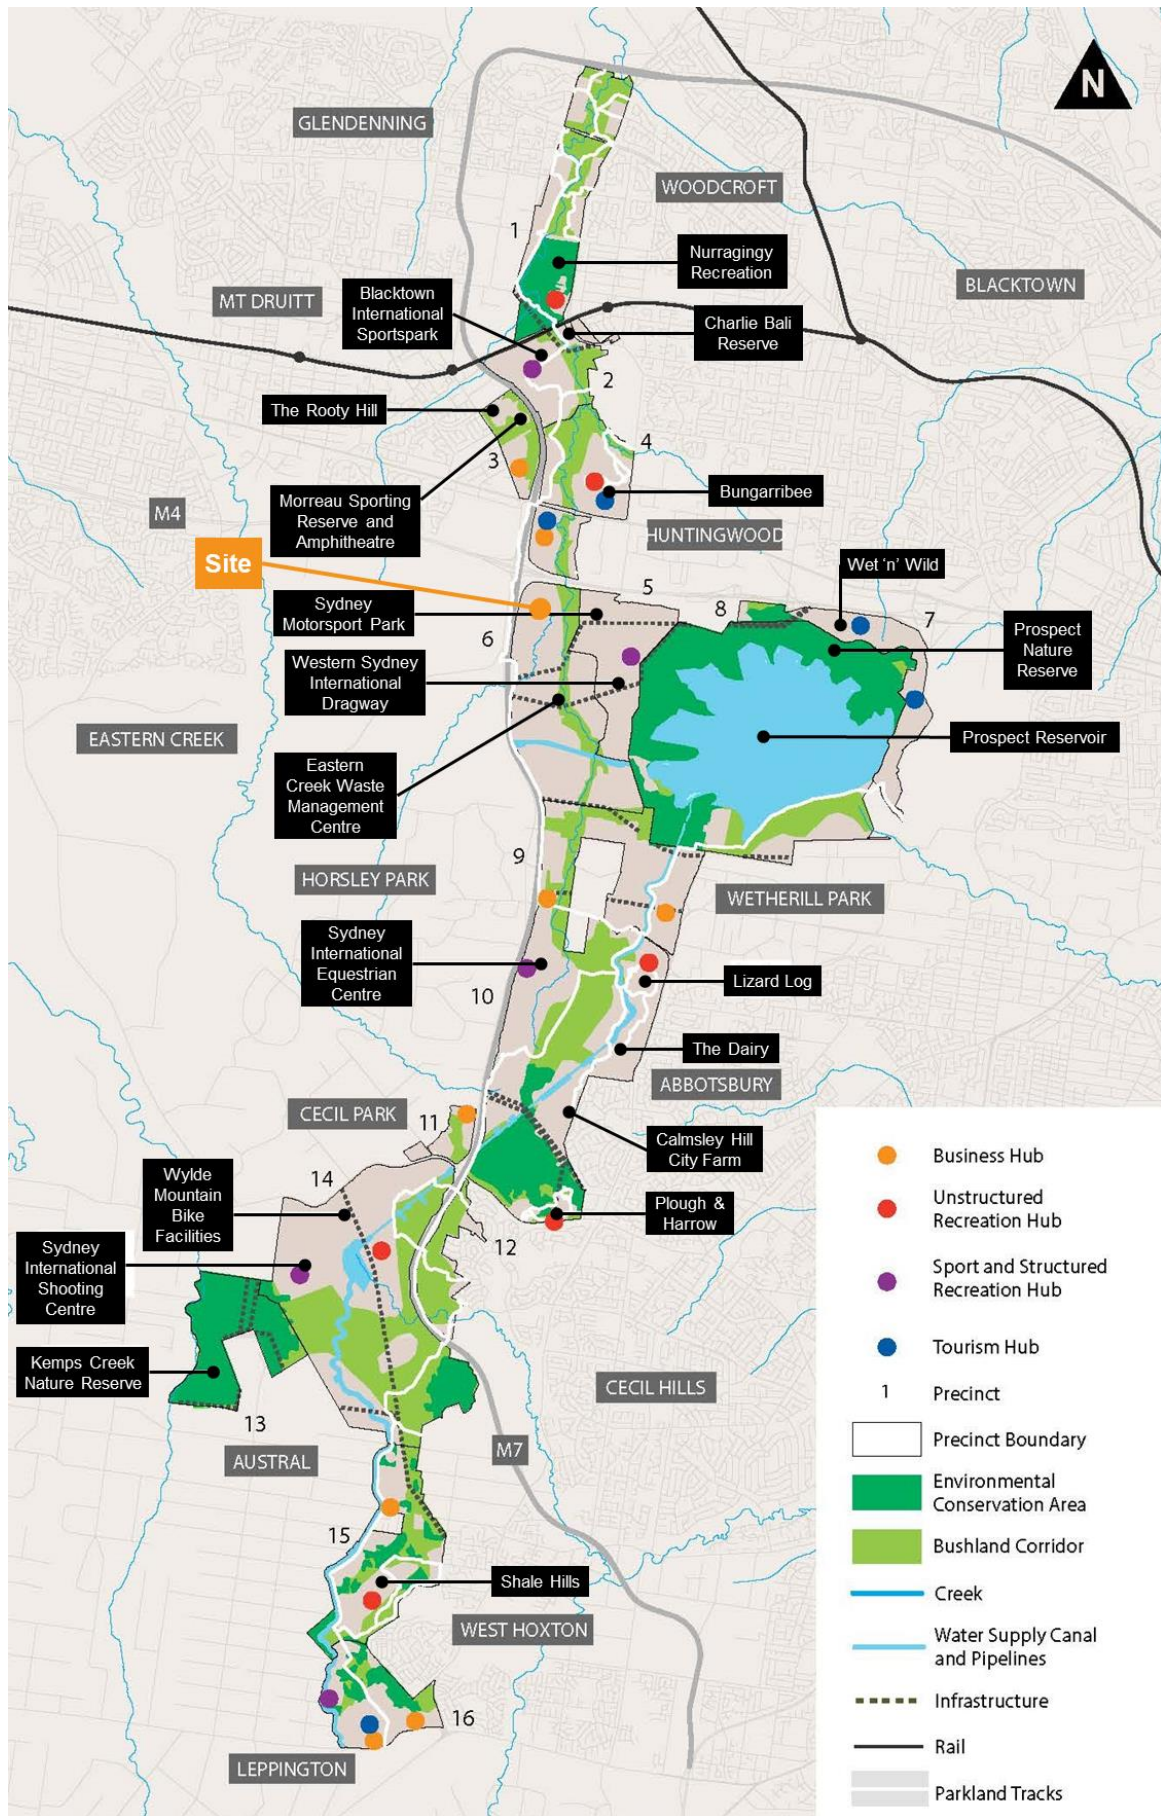 N
GLENDENNING
WOODCROFT
1
Nurragingy
Recreation
BLACKTOWN
MT DRUITT
Blacktown
International
Sportspark
Charlie Bali
Reserve
2
The Rooty Hill
4
3
Morreau Sporting
Reserve and
Amphitheatre
Bungarribee
M4
HUNTINGWOOD
Site
Wet ‘n’ Wild
5
8
7
Sydney
Motorsport Park
6
Prospect
Nature
Reserve
Western Sydney
International
Dragway
EASTERN CREEK
Prospect Reservoir
Eastern
Creek Waste
Management
Centre
9
HORSLEY PARK
WETHERILL PARK
Sydney
International
Equestrian
Centre
10
Lizard Log
The Dairy
ABBOTSBURY
CECIL PARK
11
Calmsley Hill
City Farm
Wylde
Mountain
Bike
Facilities
14
Plough &
Harrow
12
Sydney
International
Shooting
Centre
Kemps Creek
Nature Reserve
13
CECIL HILLS
AUSTRAL
M7
15
Shale Hills
WEST HOXTON
16
LEPPINGTON
Business Hub
Unstructured
Recreation Hub
Sport and Structured
Recreation Hub
Tourism Hub
1 Precinct
Precinct Boundary
Environmental
Conservation Area
Bushland Corridor
Creek
Water Supply Canal
and Pipelines
Infrastructure
Rail
Parkland Tracks